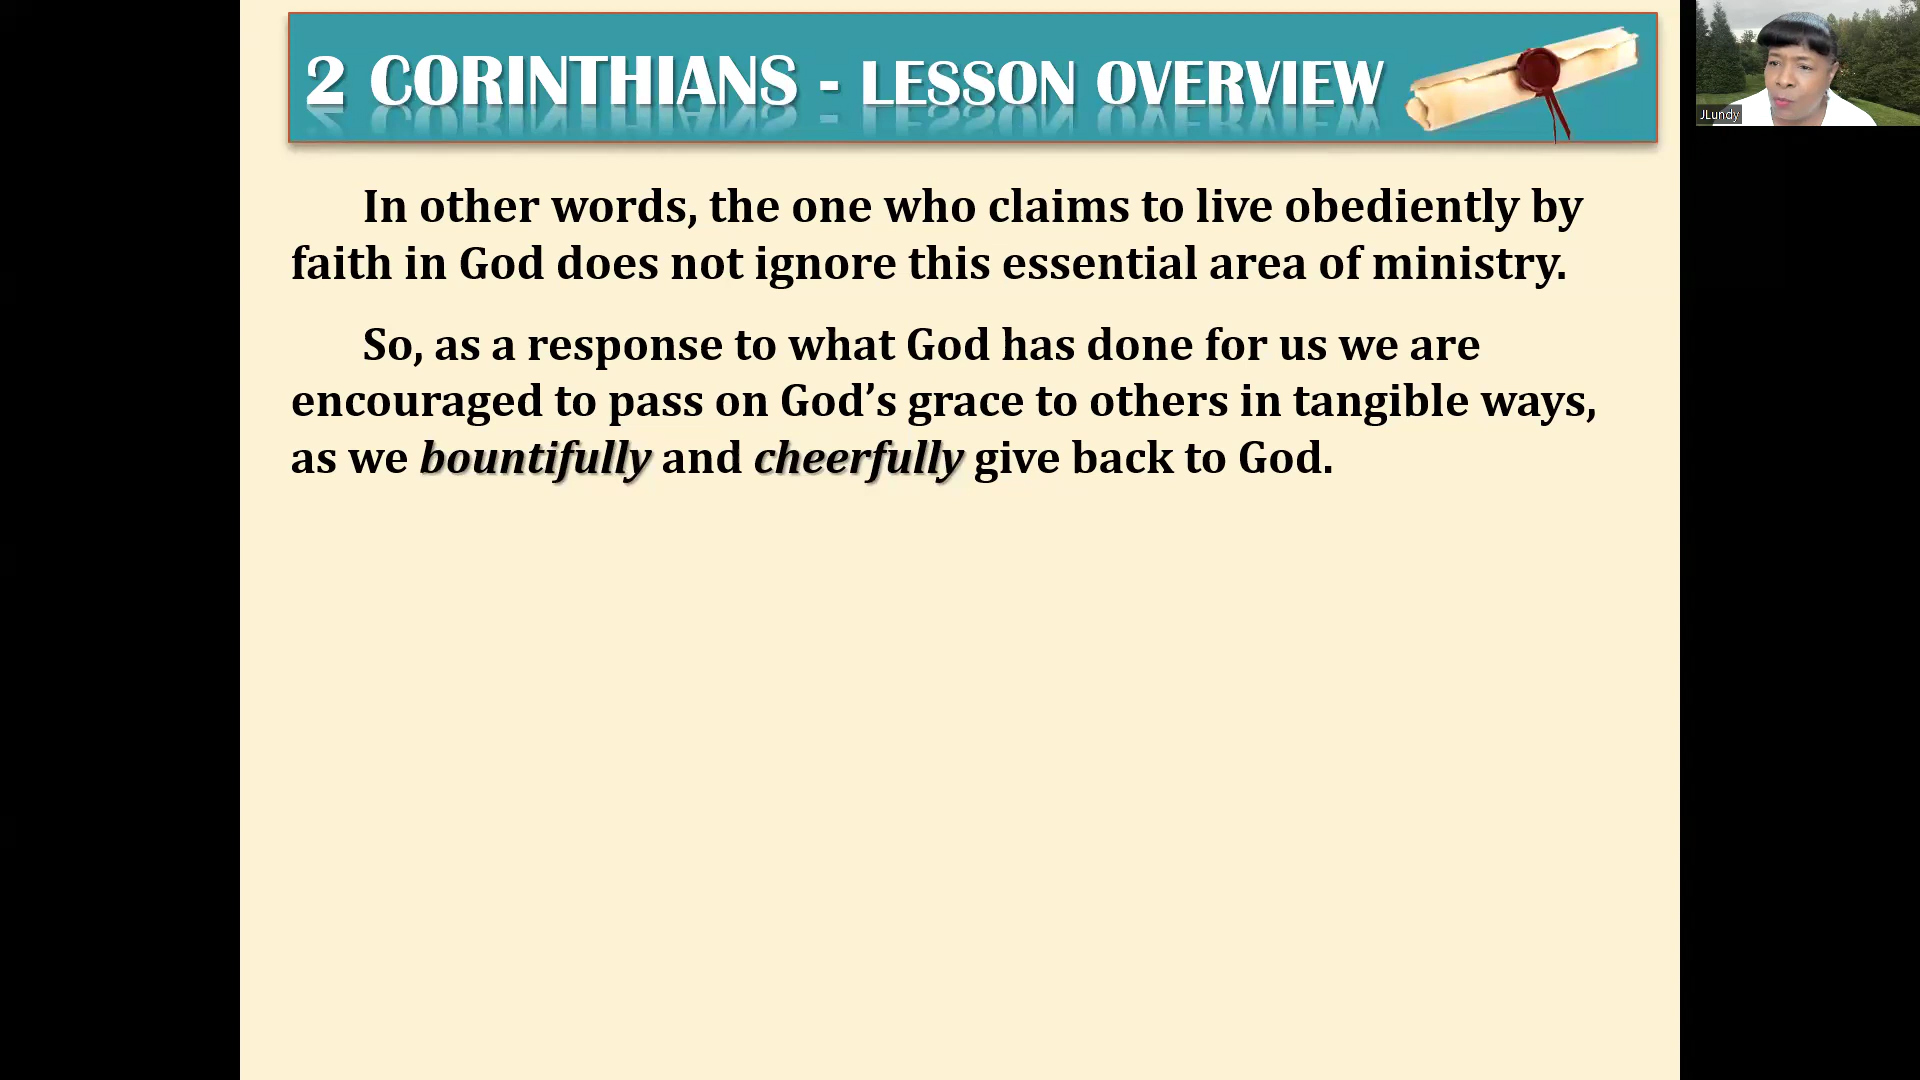 2 CORINTHIANS - LESSON OVERVIEW
JLundy
In other words, the one who claims to live obediently by
faith in God does not ignore this essential area of ministry.
So, as a response to what God has done for us we are
encouraged to pass on God’s grace to others in tangible ways,
as we bountifully and cheerfully give back to God.